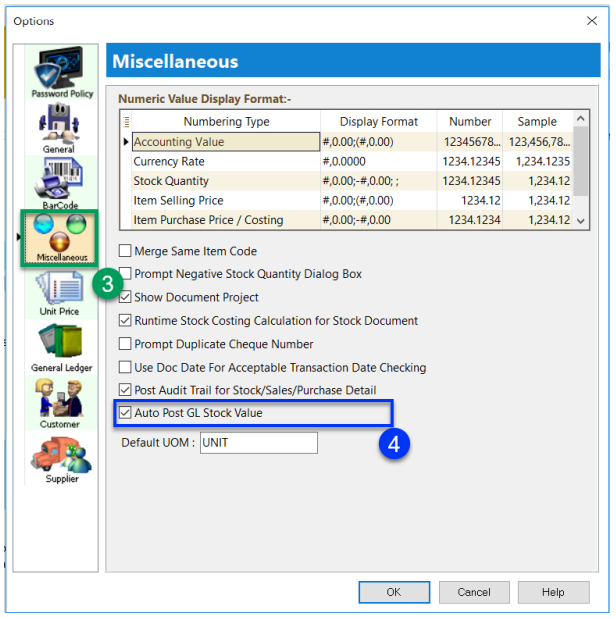 Options
Miscellaneous
Password Policy
General
BarCode
Miscellaneous
3
Unit Price
General Ledger
Customer
Supplier
Numeric Value Display Format:-
Numbering Type Display Format Number Sample
Accounting Value #,0.00;(#,0.00) 12345678... 123,456,78...
Currency Rate #,0.0000 1234.12345 1,234.1235
Stock Quantity #,0.00;-#,0.00; ; 1234.12345 1,234.12
Item Selling Price #,0.00;(#,0.00) 1234.12 1,234.12
Item Purchase Price / Costing #,0.00;-#,0.00 1234.1234 1,234.12
Merge Same Item Code
Prompt Negative Stock Quantity Dialog Box
Show Document Project
Runtime Stock Costing Calculation for Stock Document
Prompt Duplicate Cheque Number
Use Doc Date For Acceptable Transaction Date Checking
Post Audit Trail for Stock/Sales/Purchase Detail
Auto Post GL Stock Value
4
Default UOM : UNIT
OK Cancel Help